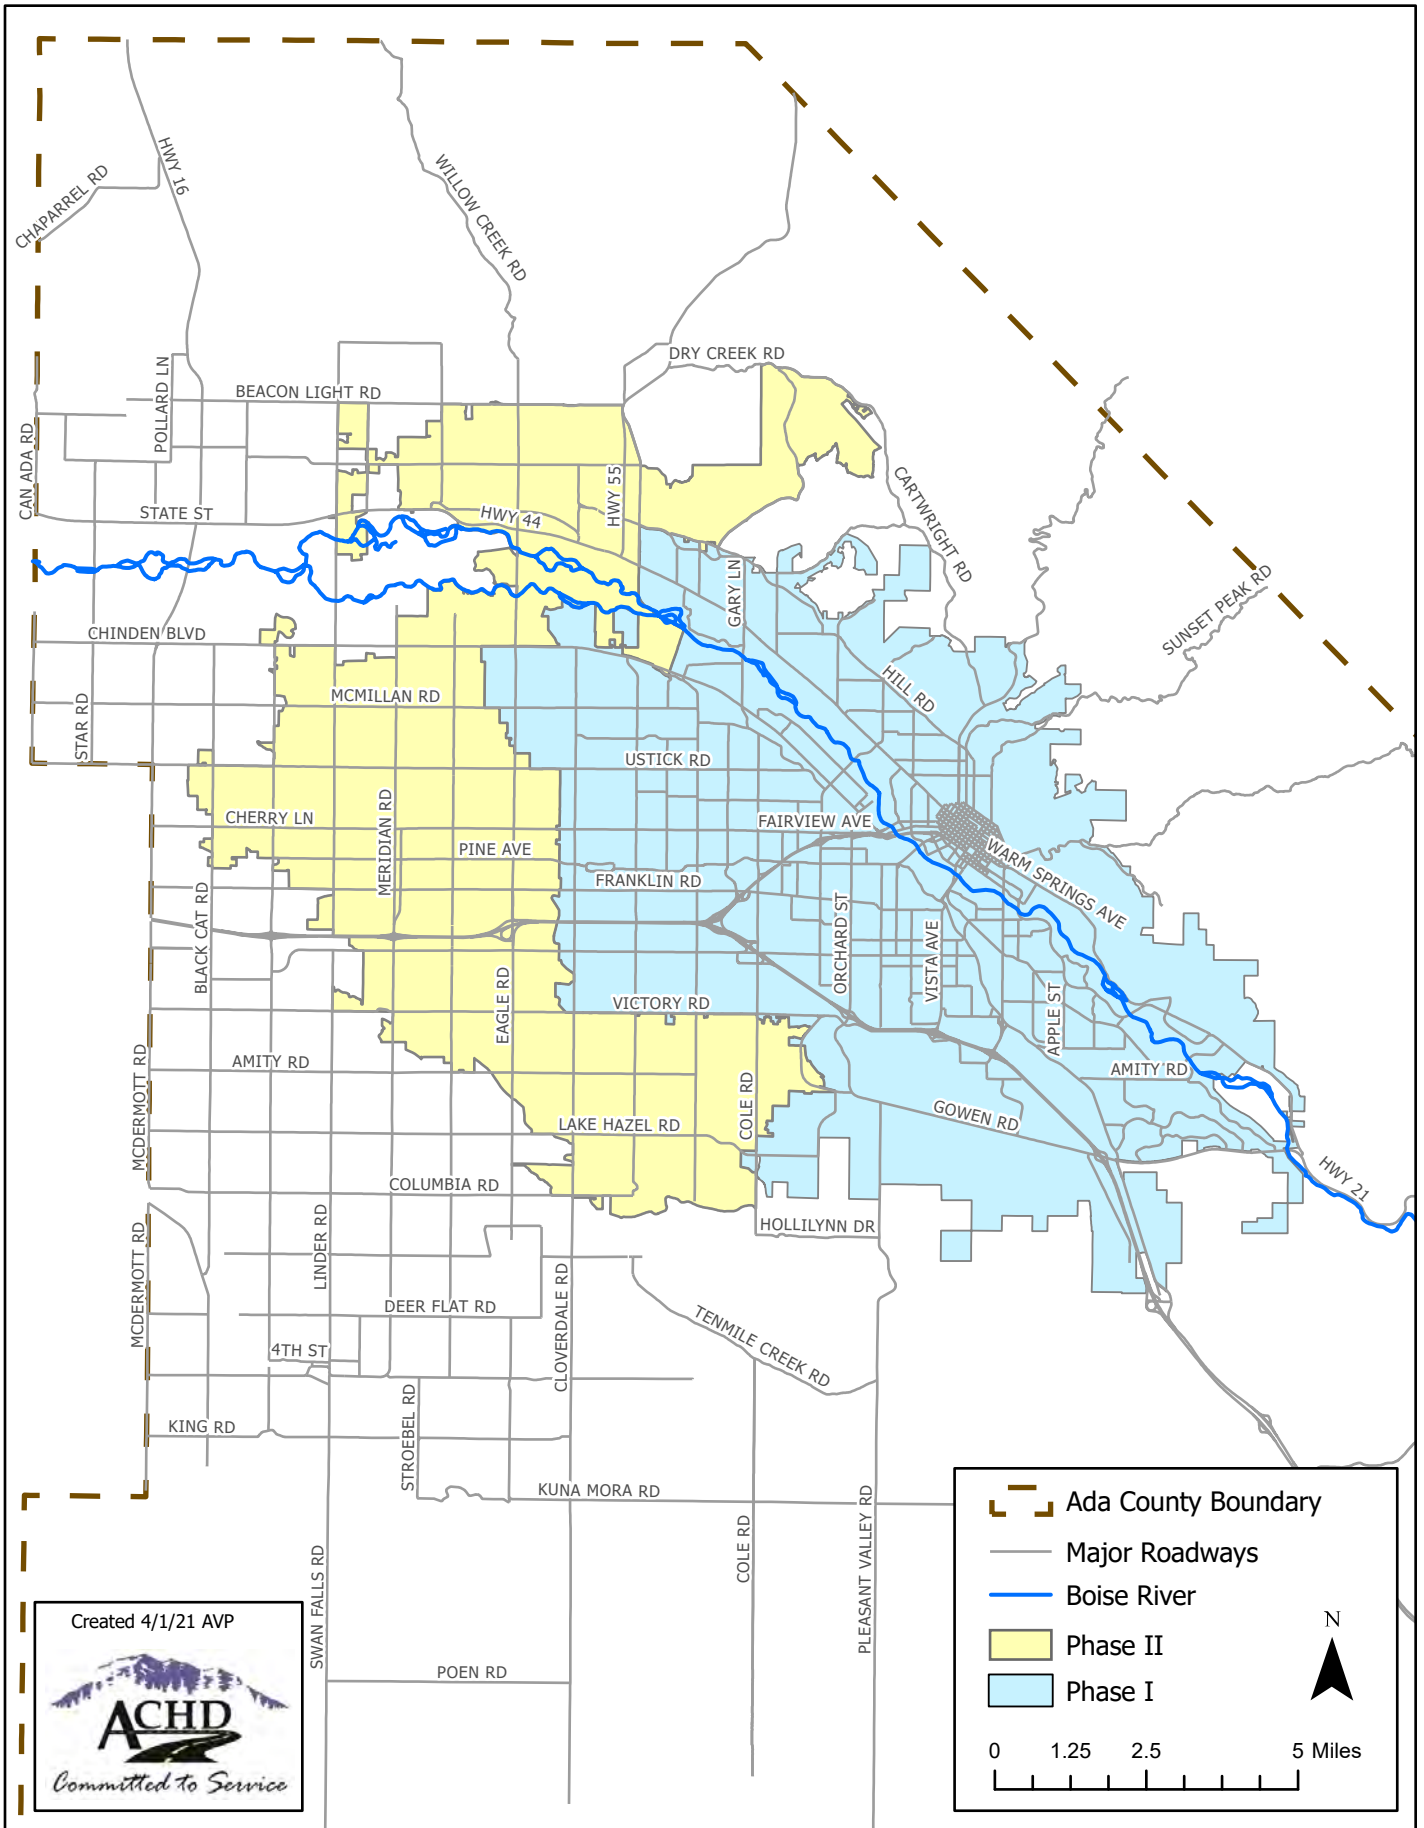 HWY 16
CHAPARREL RD
WILLOW CREEK RD
DRY CREEK RD
POLLARD LN
BEACON LIGHT RD
CAN ADA RD
STATE ST
HWY 44
HWY 55
CARTWRIGHT RD
GARY LN
SUNSET PEAK RD
CHINDEN BLVD
HILL RD
MCMILLAN RD
STAR RD
USTICK RD
MERIDIAN RD
CHERRY LN
FAIRVIEW AVE
PINE AVE
WARM SPRINGS AVE
FRANKLIN RD
BLACK CAT RD
ORCHARD ST
VISTA AVE
EAGLE RD
VICTORY RD
APPLE ST
MCDERMOTT RD
AMITY RD
AMITY RD
COLE RD
GOWEN RD
LAKE HAZEL RD
COLUMBIA RD
HWY 21
MCDERMOTT RD
LINDER RD
HOLLILYNN DR
CLOVERDALE RD
DEER FLAT RD
TENMILE CREEK RD
4TH ST
STROEBEL RD
KING RD
KUNA MORA RD
COLE RD
PLEASANT VALLEY RD
SWAN FALLS RD
POEN RD
Ada County Boundary
Major Roadways
Boise River
Phase II
Phase I
N
0 1.25 2.5 5 Miles
Created 4/1/21 AVP
ACHD
Committed to Service